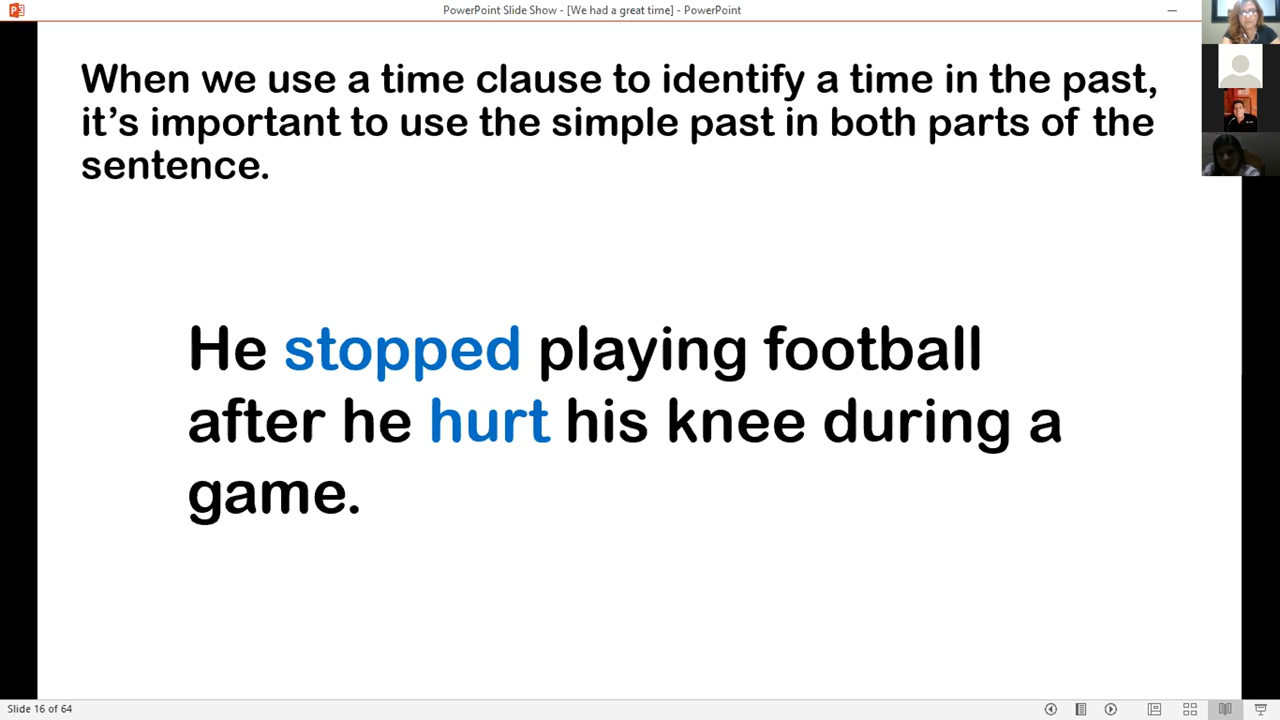 PowerPoint Slide Show - [We had a great time] - PowerPoint
When we use a time clause to identify a time in the past,
it's important to use the simple past in both parts of the
sentence.
He stopped playing football
after he hurt his knee during a
game.
Slide 16 of 64